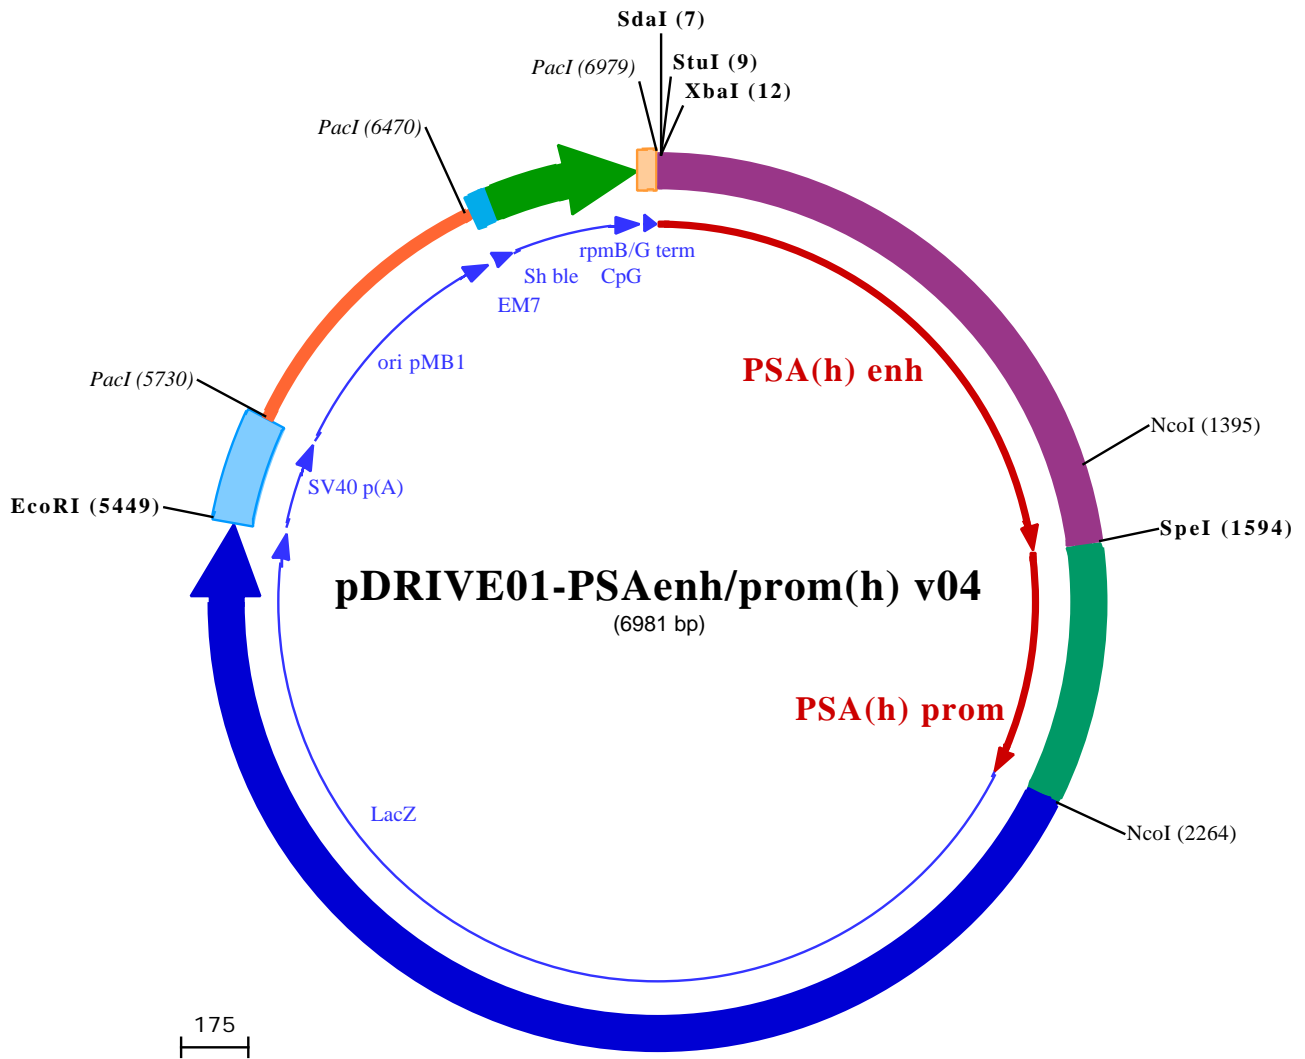 SdaI (7)
PacI (6979)
StuI (9)
XbaI (12)
PacI (6470)
rpmB/G term
Sh ble
CpG
EM7
ori pMB1
PSA(h) enh
PacI (5730)
NcoI (1395)
SV40 p(A)
EcoRI (5449)
SpeI (1594)
pDRIVE01-PSAenh/prom(h) v04
(6981 bp)
PSA(h) prom
LacZ
NcoI (2264)
175